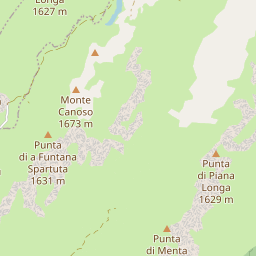 Longa
1627 m
Monte
Canoso
1673 m
Punta
di a Funtana
Spartuta
1631 m
Punta
di Piana
Longa
1629 m
Punta
di Menta